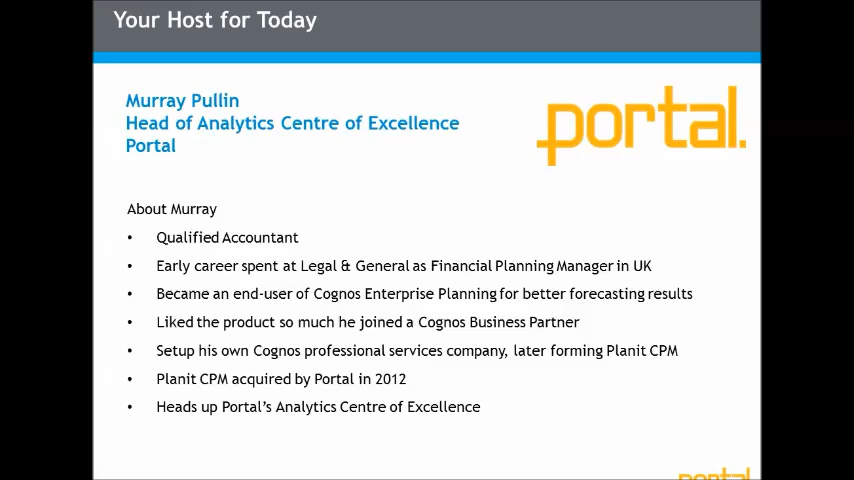 Your Host for Today
portal.
Murray Pullin
Head of Analytics Centre of Excellence
Portal
About Murray
• Qualified Accountant
• Early career spent at Legal & General as Financial Planning Manager in UK
• Became an end-user of Cognos Enterprise Planning for better forecasting results
• Liked the product so much he joined a Cognos Business Partner
• Setup his own Cognos professional services company, later forming Planit CPM
• Planit CPM acquired by Portal in 2012
• Heads up Portal's Analytics Centre of Excellence
portal.